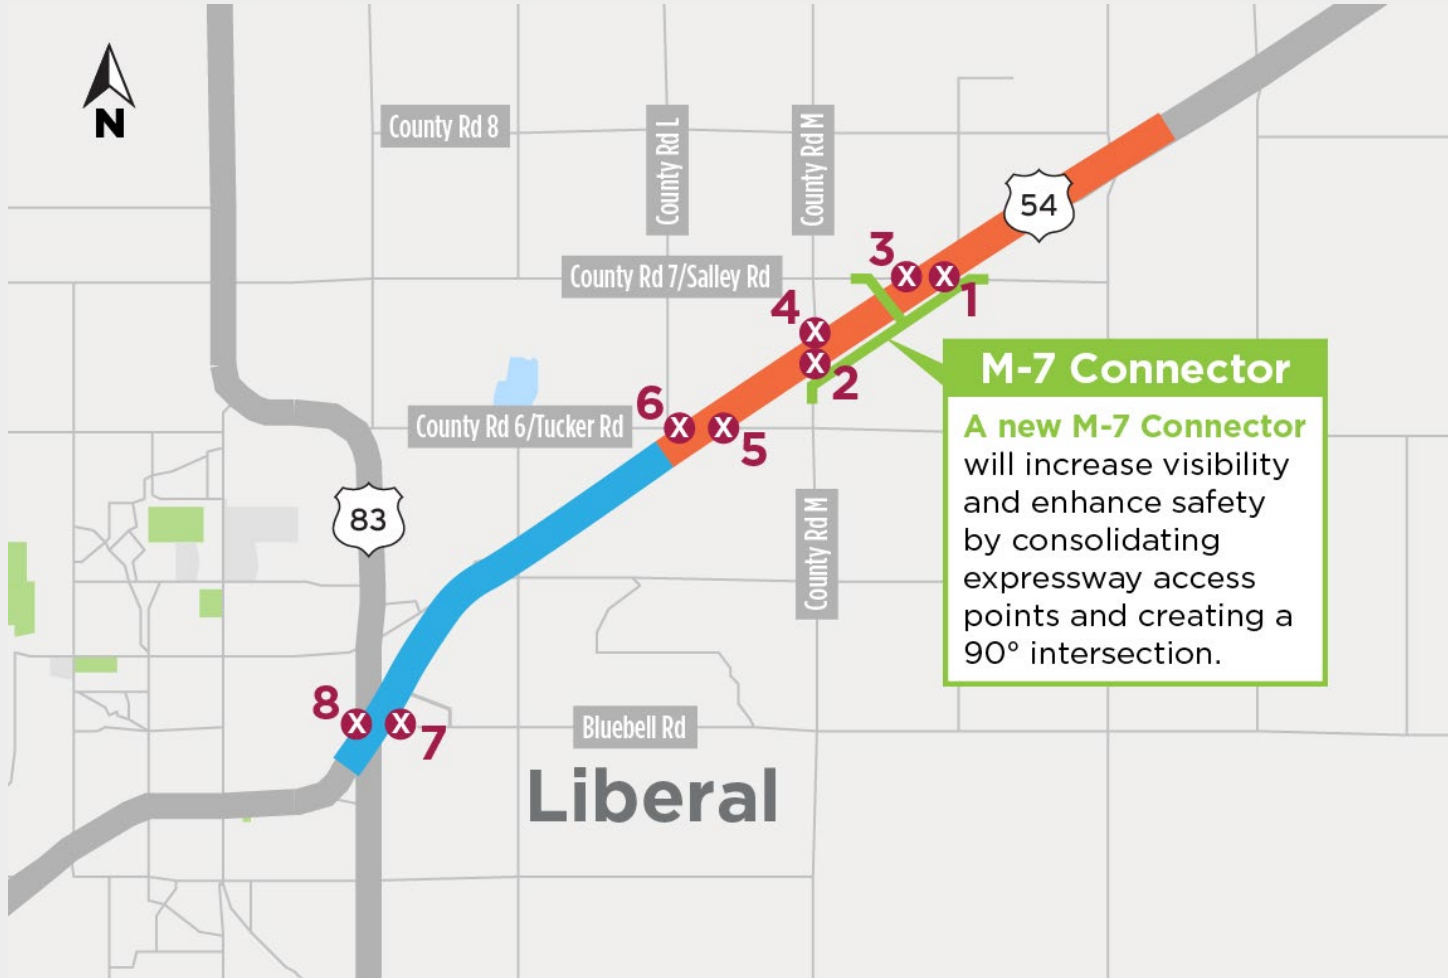 N
County Rd 8
County Rd L
County Rd M
54
3
X
X
1
County Rd 7/Salley Rd
4
X
X
2
M-7 Connector
A new M-7 Connector
will increase visibility
and enhance safety
by consolidating
expressway access
points and creating a
90° intersection.
6
X
X
5
County Rd 6/Tucker Rd
83
County Rd M
8
X
X
7
Bluebell Rd
Liberal